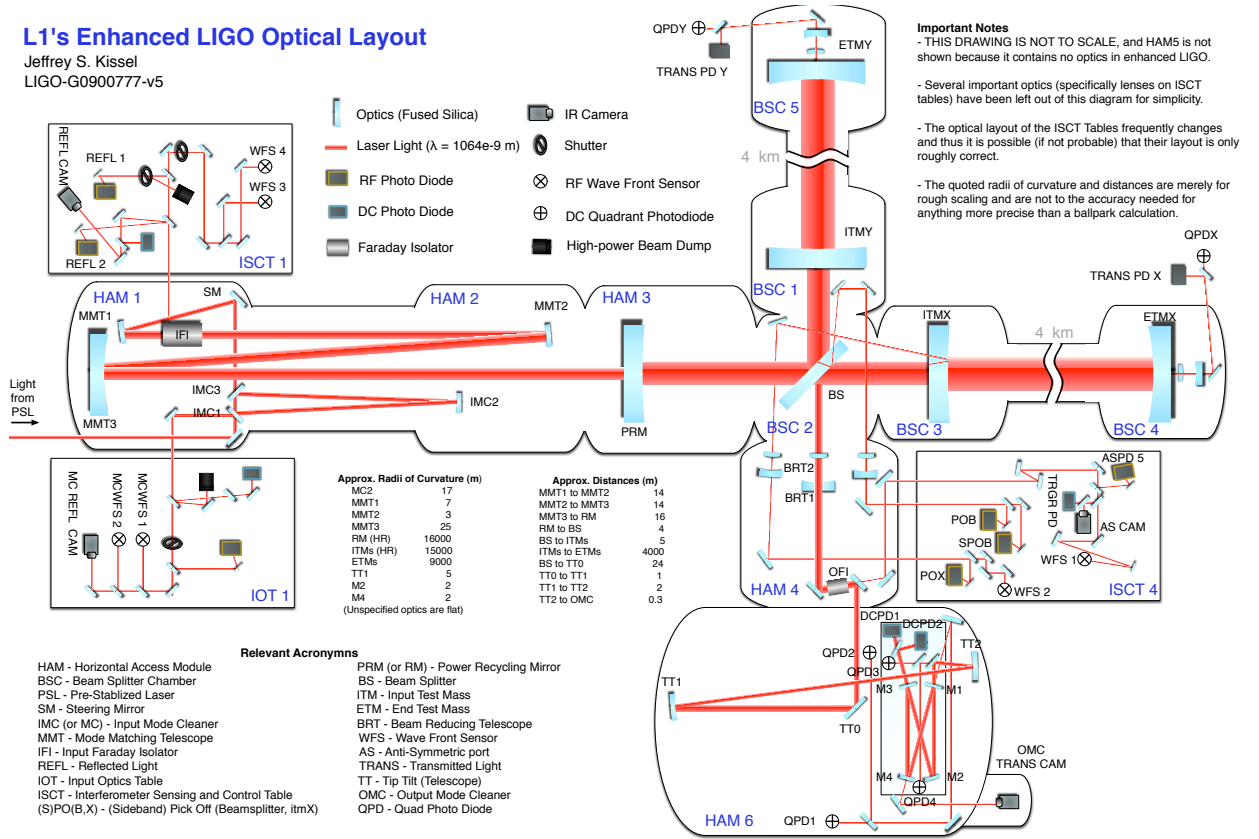 L1's Enhanced LIGO Optical Layout
Jeffrey S. Kissel
LIGO-G0900777-v5
Important Notes
- THIS DRAWING IS NOT TO SCALE, and HAM5 is not
shown because it contains no optics in enhanced LIGO.
- Several important optics (specifically lenses on ISCT
tables) have been left out of this diagram for simplicity.
- The optical layout of the ISCT Tables frequently changes
and thus it is possible (if not probable) that their layout is only
roughly correct.
- The quoted radii of curvature and distances are merely for
rough scaling and are not to the accuracy needed for
anything more precise than a ballpark calculation.
Optics (Fused Silica)
Laser Light (λ = 1064e-9 m)
RF Photo Diode
DC Photo Diode
Faraday Isolator
IR Camera
Shutter
RF Wave Front Sensor
DC Quadrant Photodiode
High-power Beam Dump
QPDY
TRANS PD Y
ETMY
BSC 5
4 km
ITMY
BSC 1
REFL CAM
REFL 1
WFS 4
WFS 3
REFL 2
ISCT 1
QPDX
TRANS PD X
HAM 1
SM
HAM 2
MMT2
HAM 3
MMT1
IFI
ITMX
4 km
ETMX
Light
from
PSL
IMC3
IMC2
IMC1
MMT3
PRM
BS
BSC 2
BSC 3
BSC 4
MC REFL CAM
MCWFS 2
MCWFS 1
IOT 1
Approx. Radii of Curvature (m)
MC2 17
MMT1 7
MMT2 3
MMT3 25
RM (HR) 16000
ITMs (HR) 15000
ETMs 9000
TT1 5
M2 2
M4 2
(Unspecified optics are flat)
Approx. Distances (m)
MMT1 to MMT2 14
MMT2 to MMT3 14
MMT3 to RM 16
RM to BS 4
BS to ITMs 5
ITMs to ETMs 4000
BS to TT0 24
TT0 to TT1 1
TT1 to TT2 2
TT2 to OMC 0.3
BRT2
BRT1
OFI
HAM 4
ASPD 5
TRGR PD
AS CAM
POB
SPOB
WFS 1
POX
WFS 2
ISCT 4
DCPD1
DCPD2
QPD2
QPD3
TT2
TT1
M3
M1
TT0
M4
M2
QPD4
QPD1
HAM 6
OMC
TRANS CAM
Relevant Acronymns
HAM - Horizontal Access Module
BSC - Beam Splitter Chamber
PSL - Pre-Stablized Laser
SM - Steering Mirror
IMC (or MC) - Input Mode Cleaner
MMT - Mode Matching Telescope
IFI - Input Faraday Isolator
REFL - Reflected Light
IOT - Input Optics Table
ISCT - Interferometer Sensing and Control Table
(S)PO(B,X) - (Sideband) Pick Off (Beamsplitter, itmX)
PRM (or RM) - Power Recycling Mirror
BS - Beam Splitter
ITM - Input Test Mass
ETM - End Test Mass
BRT - Beam Reducing Telescope
WFS - Wave Front Sensor
AS - Anti-Symmetric port
TRANS - Transmitted Light
TT - Tip Tilt (Telescope)
OMC - Output Mode Cleaner
QPD - Quad Photo Diode